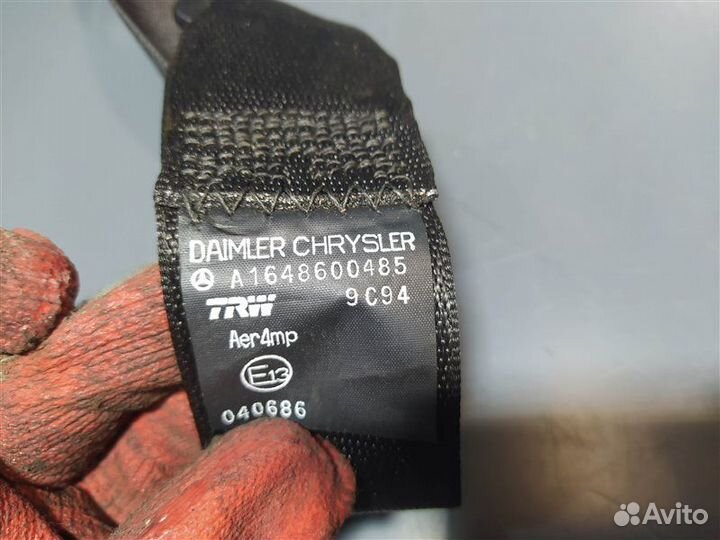 DAIMLER CHRYSLER
A1648600485
TRW 9C94
Aer4mp
E13
040686
Avito